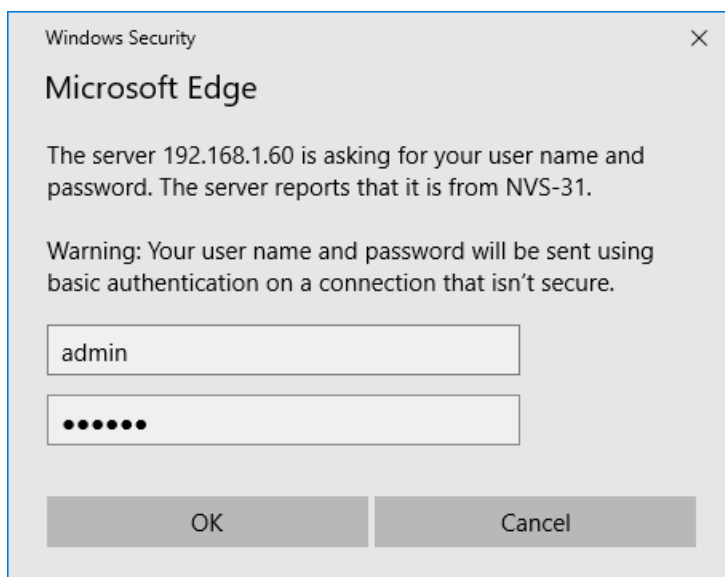 Windows Security
Microsoft Edge
The server 192.168.1.60 is asking for your user name and
password. The server reports that it is from NVS-31.
Warning: Your user name and password will be sent using
basic authentication on a connection that isn’t secure.
admin
●●●●●●
OK Cancel